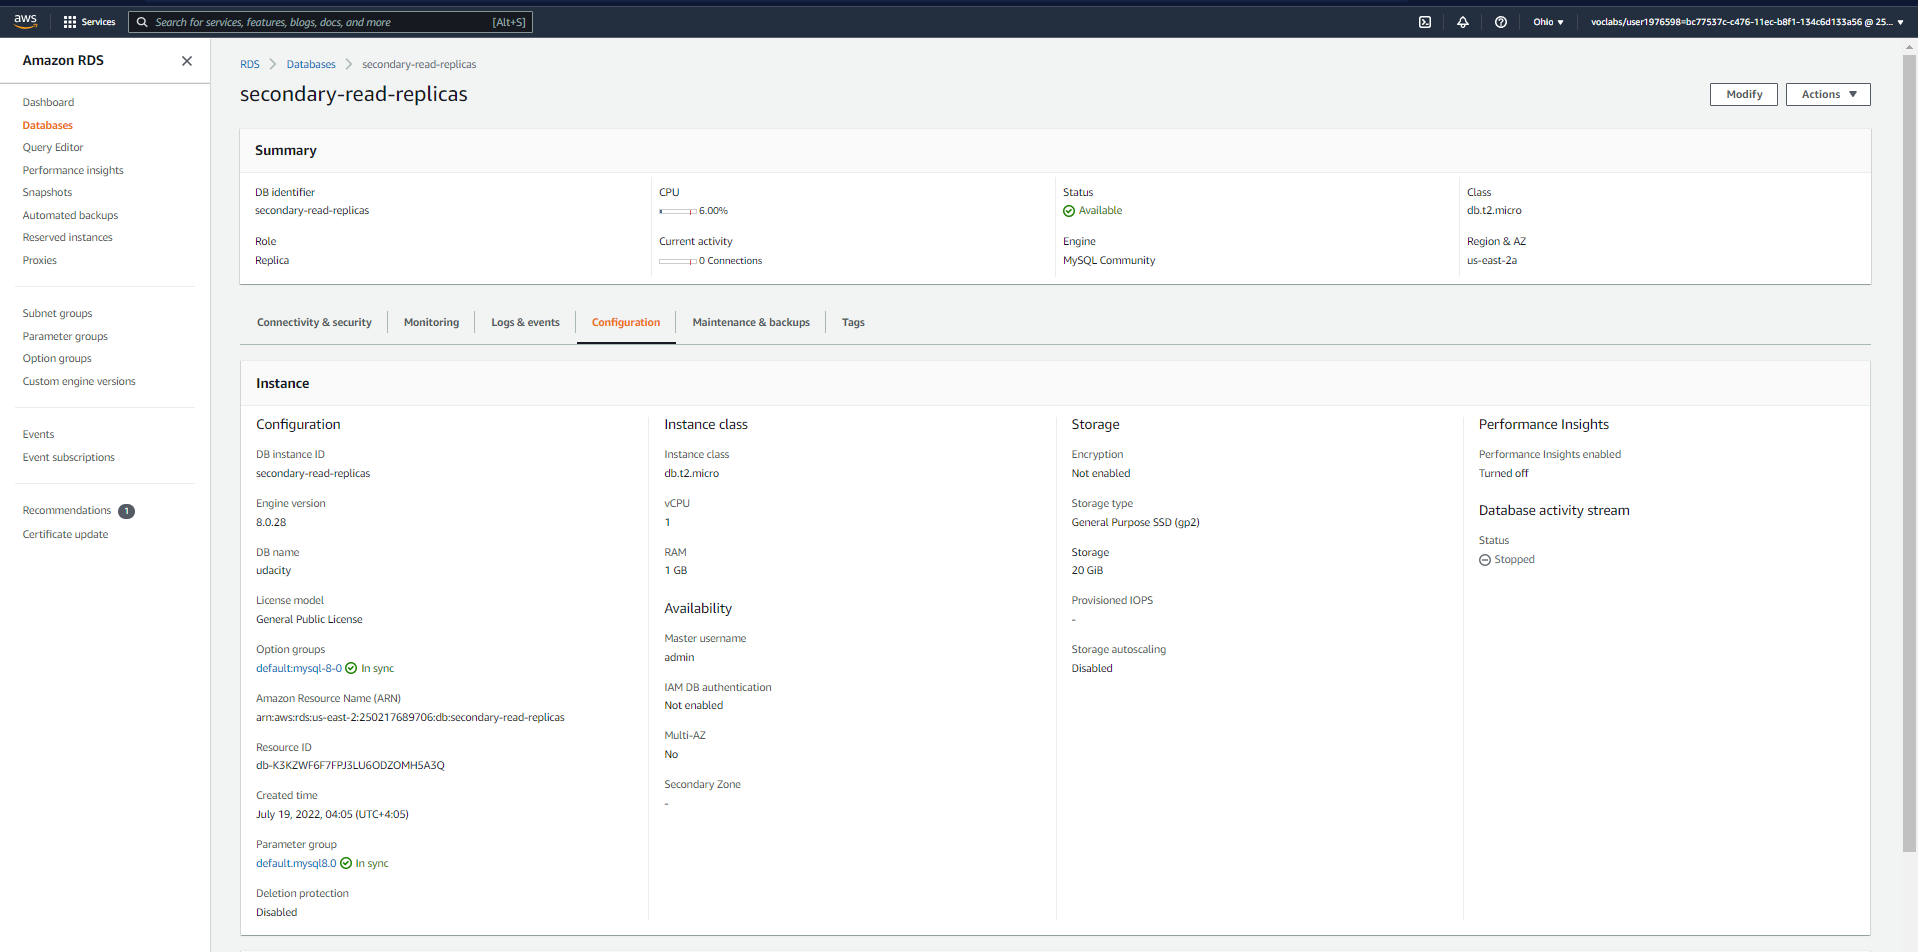 aws
Services
Search for services, features, blogs, docs, and more
[Alt+S]
Ohio
voclabs/user1976598=bc77537c-c476-11ec-b8f1-134c6d133a56 @ 25...
Amazon RDS
Dashboard
Databases
Query Editor
Performance insights
Snapshots
Automated backups
Reserved instances
Proxies
Subnet groups
Parameter groups
Option groups
Custom engine versions
Events
Event subscriptions
Recommendations 1
Certificate update
RDS > Databases > secondary-read-replicas
secondary-read-replicas
Modify
Actions
Summary
DB identifier
secondary-read-replicas
Role
Replica
CPU
6.00%
Current activity
0 Connections
Status
Available
Engine
MySQL Community
Class
db.t2.micro
Region & AZ
us-east-2a
Connectivity & security
Monitoring
Logs & events
Configuration
Maintenance & backups
Tags
Instance
Configuration
DB instance ID
secondary-read-replicas
Engine version
8.0.28
DB name
udacity
License model
General Public License
Option groups
default:mysql-8-0 In sync
Amazon Resource Name (ARN)
arn:aws:rds:us-east-2:250217689706:db:secondary-read-replicas
Resource ID
db-K3KZWF6F7FPJ3LU6ODZOMH5A3Q
Created time
July 19, 2022, 04:05 (UTC+4:05)
Parameter group
default.mysql8.0 In sync
Deletion protection
Disabled
Instance class
Instance class
db.t2.micro
vCPU
1
RAM
1 GB
Availability
Master username
admin
IAM DB authentication
Not enabled
Multi-AZ
No
Secondary Zone
-
Storage
Encryption
Not enabled
Storage type
General Purpose SSD (gp2)
Storage
20 GiB
Provisioned IOPS
-
Storage autoscaling
Disabled
Performance Insights
Performance Insights enabled
Turned off
Database activity stream
Status
Stopped